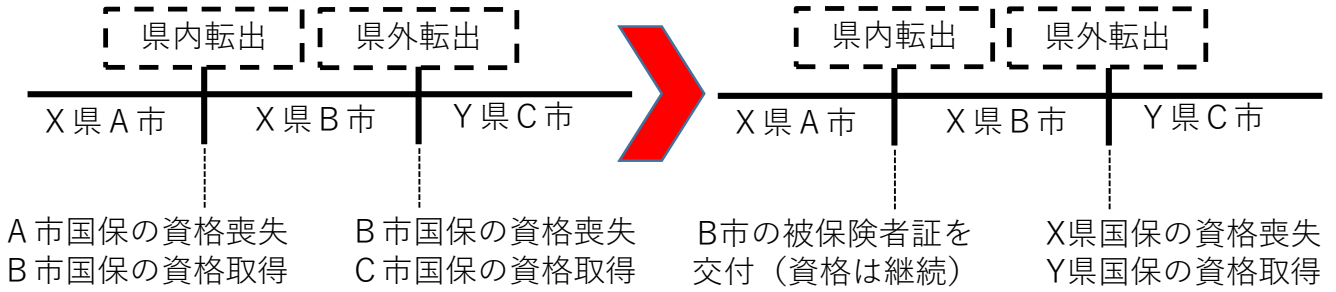 県内転出
県外転出
X県A市
X県B市
Y県C市
A市国保の資格喪失
B市国保の資格取得
B市国保の資格喪失
C市国保の資格取得
県内転出
県外転出
X県A市
X県B市
Y県C市
B市の被保険者証を
交付（資格は継続）
X県国保の資格喪失
Y県国保の資格取得